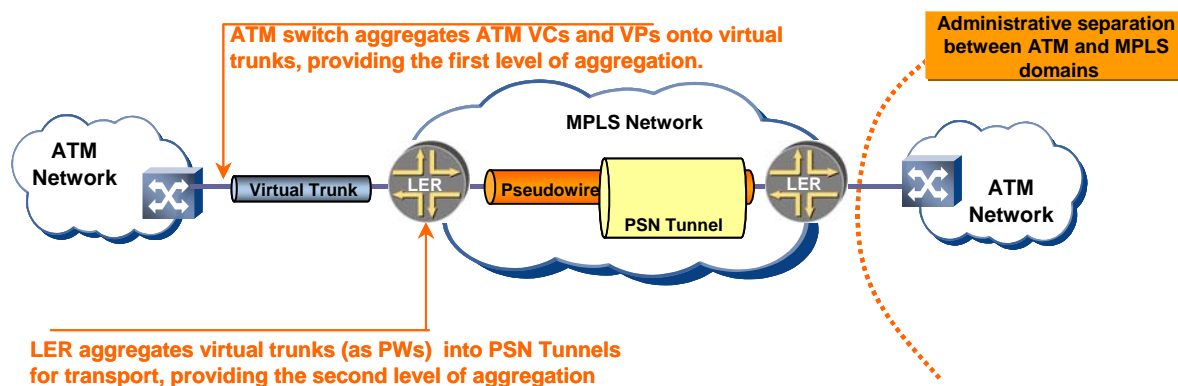 ATM switch aggregates ATM VCs and VPs onto virtual
trunks, providing the first level of aggregation.
Administrative separation
between ATM and MPLS
domains
ATM
Network
Virtual Trunk
LER
MPLS Network
Pseudowire
PSN Tunnel
LER
ATM
Network
LER aggregates virtual trunks (as PWs) into PSN Tunnels
for transport, providing the second level of aggregation